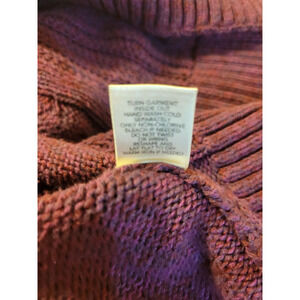 TURN GARMENT
INSIDE OUT
HAND WASH COLD
SEPARATELY
ONLY NON-CHLORINE
BLEACH IF NEEDED
DO NOT TWIST
OR WRING
RESHAPE AND
LAY FLAT TO DRY
WARM IRON IF NEEDED